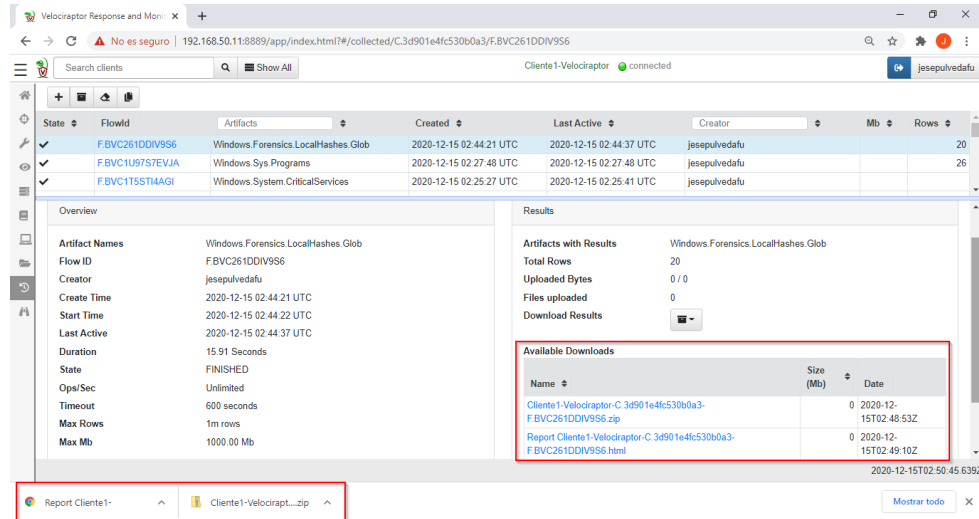 Velociraptor Response and Monit
No es seguro | 192.168.50.11:8889/app/index.html?#/collected/C.3d901e4fc530b0a3/F.BVC261DDIV9S6
Search clients Show All Cliente1-Velociraptor connected jesepulvedafu
State FlowId Artifacts Created Last Active Creator Mb Rows
F.BVC261DDIV9S6 Windows.Forensics.LocalHashes.Glob 2020-12-15 02:44:21 UTC 2020-12-15 02:44:37 UTC jesepulvedafu 20
F.BVC1U97S7EVJA Windows.Sys.Programs 2020-12-15 02:27:48 UTC 2020-12-15 02:27:48 UTC jesepulvedafu 26
F.BVC1T5STI4AGI Windows.System.CriticalServices 2020-12-15 02:25:27 UTC 2020-12-15 02:25:41 UTC jesepulvedafu
Overview
Artifact Names Windows.Forensics.LocalHashes.Glob
Flow ID F.BVC261DDIV9S6
Creator jesepulvedafu
Create Time 2020-12-15 02:44:21 UTC
Start Time 2020-12-15 02:44:22 UTC
Last Active 2020-12-15 02:44:37 UTC
Duration 15.91 Seconds
State FINISHED
Ops/Sec Unlimited
Timeout 600 seconds
Max Rows 1m rows
Max Mb 1000.00 Mb
Results
Artifacts with Results Windows.Forensics.LocalHashes.Glob
Total Rows 20
Uploaded Bytes 0 / 0
Files uploaded 0
Download Results
Available Downloads
Name Size (Mb) Date
Cliente1-Velociraptor-C.3d901e4fc530b0a3- 0 2020-12-
F.BVC261DDIV9S6.zip 15T02:48:53Z
Report Cliente1-Velociraptor-C.3d901e4fc530b0a3- 0 2020-12-
F.BVC261DDIV9S6.html 15T02:49:10Z
2020-12-15T02:50:45.639Z
Report Cliente1- Cliente1-Velocirapt....zip Mostrar todo